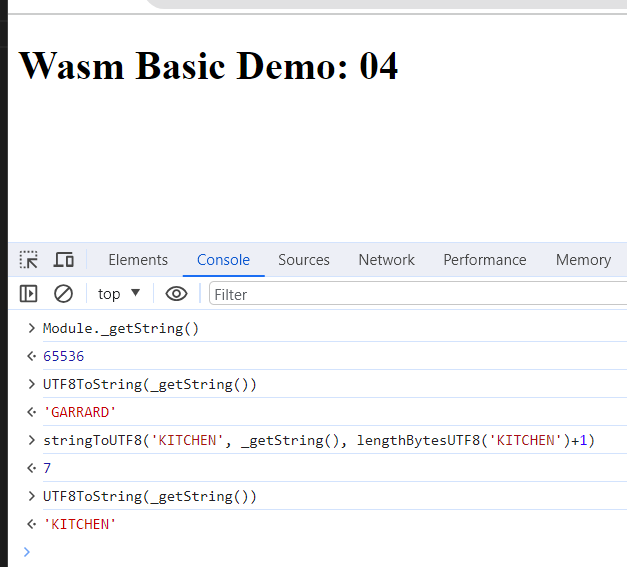 Wasm Basic Demo: 04
Elements Console Sources Network Performance Memory
top Filter
Module._getString()
65536
UTF8ToString(_getString())
'GARRARD'
stringToUTF8('KITCHEN', _getString(), lengthBytesUTF8('KITCHEN')+1)
7
UTF8ToString(_getString())
'KITCHEN'